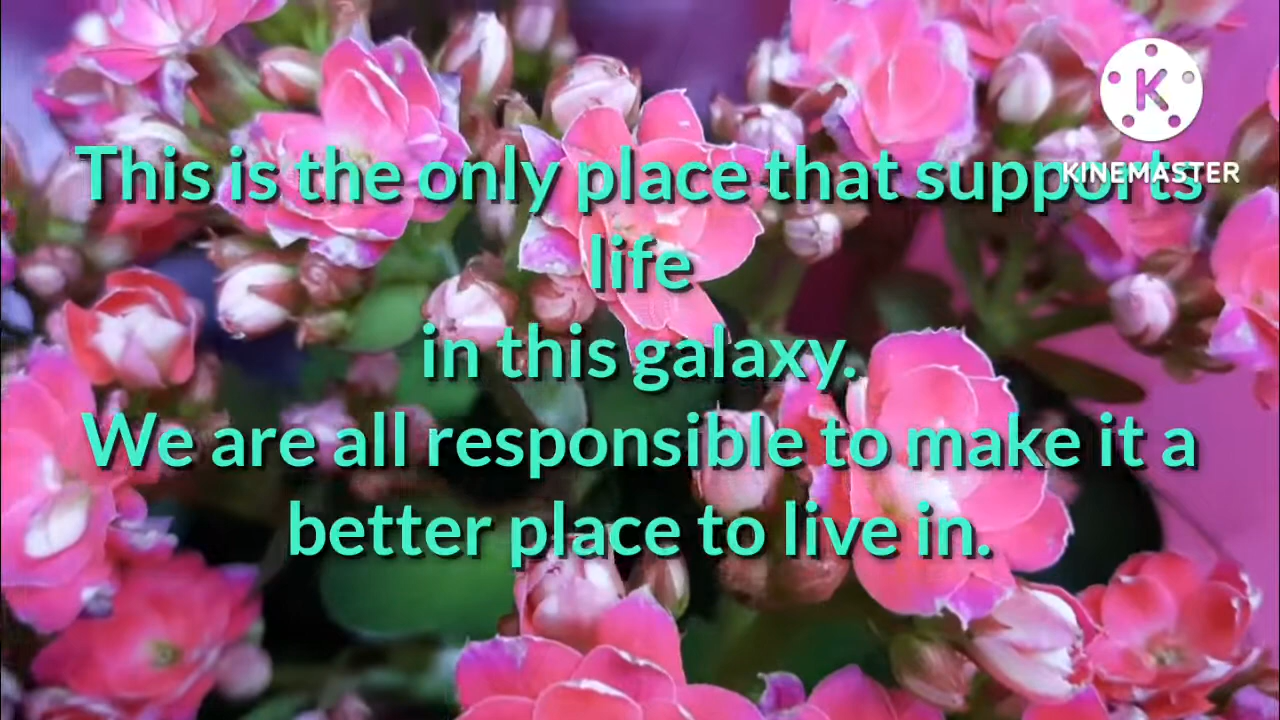 KINEMASTER
This is the only place that supports
life
in this galaxy.
We are all responsible to make it a
better place to live in.